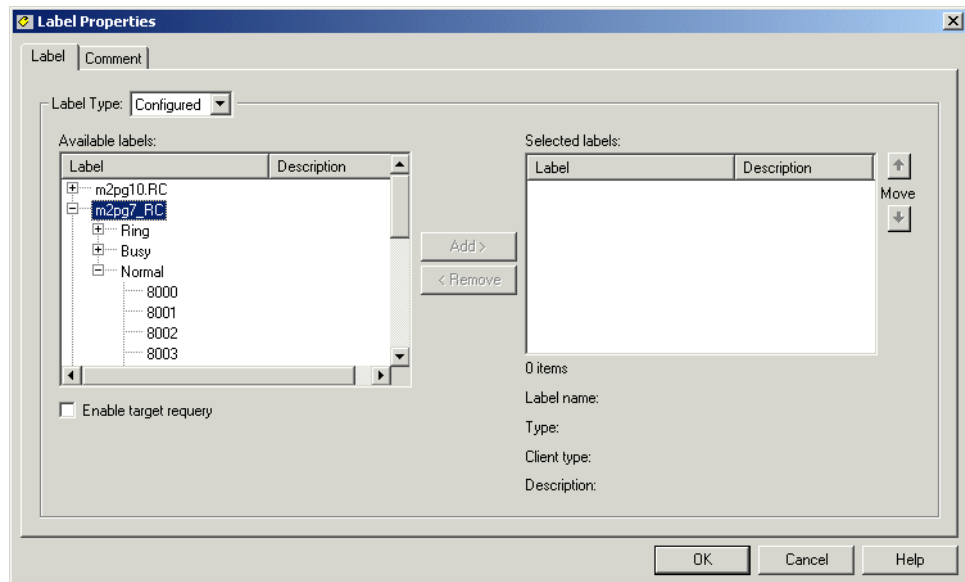 Label Properties
Label Comment
Label Type: Configured
Available labels: Selected labels:
Label Description Label Description
m2pg10.RC
m2pg7_RC
Move
Ring
Busy
Add >
Normal
< Remove
8000
8001
8002
8003
0 items
Enable target requery
Label name:
Type:
Client type:
Description:
OK Cancel Help